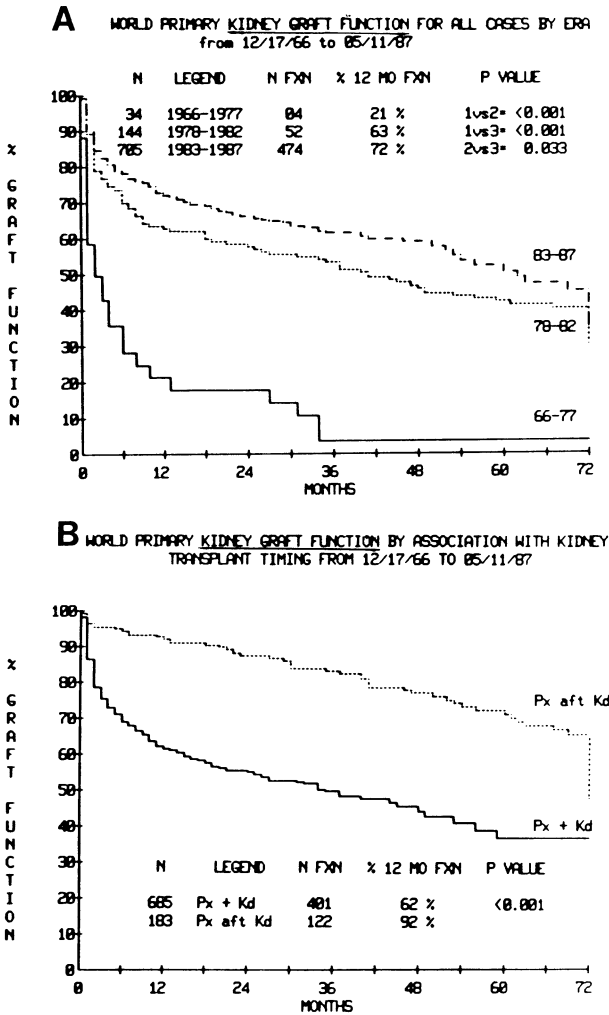 A WORLD PRIMARY KIDNEY GRAFT FUNCTION FOR ALL CASES BY ERA
from 12/17/66 to 05/11/87
N LEGEND N FXN % 12 MO FXN P VALUE
34 1966-1977 04 21 % 1vs2= <0.001
144 1978-1982 52 63 % 1vs3= <0.001
705 1983-1987 474 72 % 2vs3= 0.033
% GRAFT FUNCTION
100
90
80
70
60
50
40
30
20
10
0
83-87
78-82
66-77
0 12 24 36 48 60 72
MONTHS
B WORLD PRIMARY KIDNEY GRAFT FUNCTION BY ASSOCIATION WITH KIDNEY
TRANSPLANT TIMING FROM 12/17/66 TO 05/11/87
% GRAFT FUNCTION
100
90
80
70
60
50
40
30
20
10
0
Px aft Kd
Px + Kd
N LEGEND N FXN % 12 MO FXN P VALUE
685 Px + Kd 401 62 % <0.001
183 Px aft Kd 122 92 %
0 12 24 36 48 60 72
MONTHS